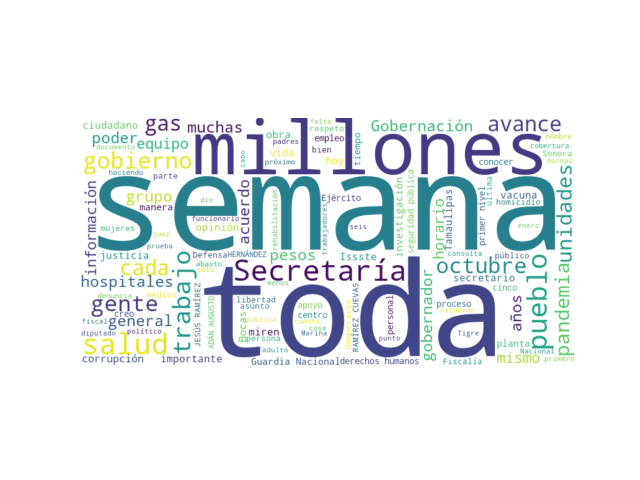 ciudadano
gas
muchas
millones
falta
respeto
Gobernación
avance
poder
equipo
obra
padres
empleo
tiempo
nombre
documento
gobierno
vida
bien
hoy
conocer
cobertura
Sonora
normal
haciendo
parte
cabo
próximo
semana
información
grupo
manera
dio
acuerdo
Ejército
investigación
seguridad pública
horario
Tamaulipas
primer nivel
vacuna
homicidio
última
unidades
mujeres
juez
opinión
funcionario
rehabilitación
trabajadores
seis
enero
justicia
prueba
Defensa
HERNÁNDEZ
pesos
Issste
consulta
público
cada
solo
Secretaría
octubre
pueblo
pandemia
hospitales
médico
menos
secretario
cinco
gente
denuncia
trabajo
JESÚS RAMÍREZ
ADÁN AUGUSTO
libertad
asunto
apoyo
toda
personal
gobernador
proceso
Calderón
años
creo
general
pocas
pública
centro
cuanto
cosa
democracia
RAMÍREZ CUEVAS
fiscal
diputado
político
salud
miren
persona
Marina
punto
Tigre
planta
Nacional
corrupción
importante
adulto
Guardia Nacional
derechos humanos
Fiscalía
mismo
primero
abasto